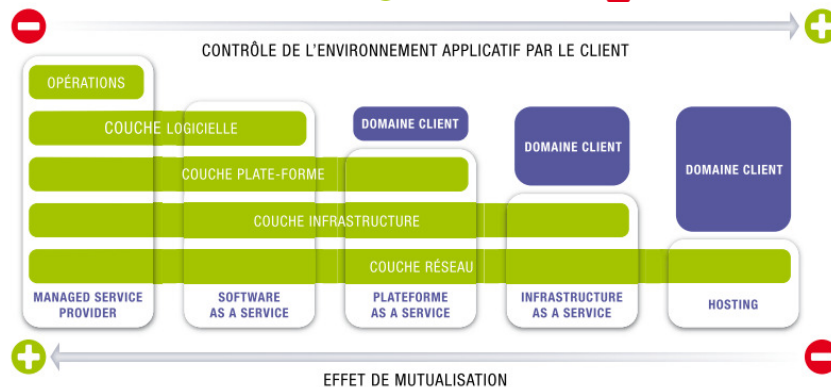 CONTRÔLE DE L'ENVIRONNEMENT APPLICATIF PAR LE CLIENT
OPÉRATIONS
COUCHE LOGICIELLE
DOMAINE CLIENT
DOMAINE CLIENT
DOMAINE CLIENT
COUCHE PLATE-FORME
COUCHE INFRASTRUCTURE
COUCHE RÉSEAU
MANAGED SERVICE
PROVIDER
SOFTWARE
AS A SERVICE
PLATEFORME
AS A SERVICE
INFRASTRUCTURE
AS A SERVICE
HOSTING
EFFET DE MUTUALISATION